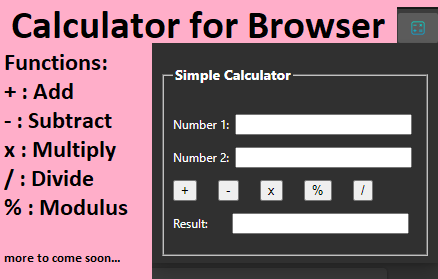 Calculator for Browser
Functions:
+ : Add
- : Subtract
x : Multiply
/ : Divide
% : Modulus
more to come soon...
Simple Calculator
Number 1:
Number 2:
+ - x % /
Result: